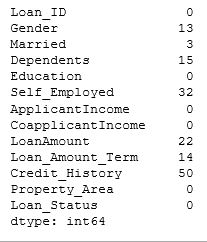 Loan_ID 0
Gender 13
Married 3
Dependents 15
Education 0
Self_Employed 32
ApplicantIncome 0
CoapplicantIncome 0
LoanAmount 22
Loan_Amount_Term 14
Credit_History 50
Property_Area 0
Loan_Status 0
dtype: int64